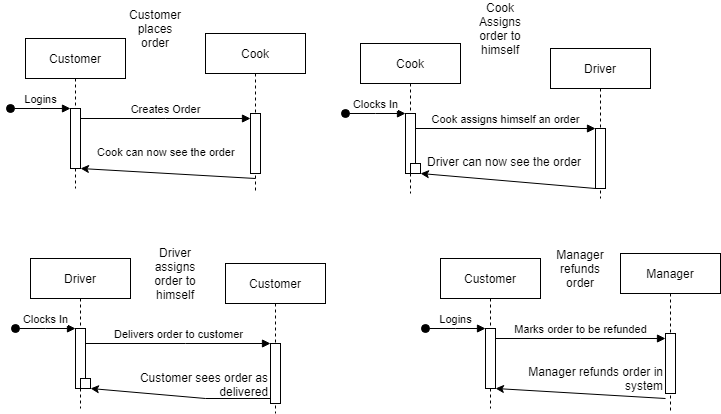 Customer
places
order
Customer
Cook
Logins
Creates Order
Cook can now see the order
Cook
Assigns
order to
himself
Cook
Driver
Clocks In
Cook assigns himself an order
Driver can now see the order
Driver
assigns
order to
himself
Driver
Customer
Clocks In
Delivers order to customer
Customer sees order as
delivered
Manager
refunds
order
Customer
Manager
Logins
Marks order to be refunded
Manager refunds order in
system